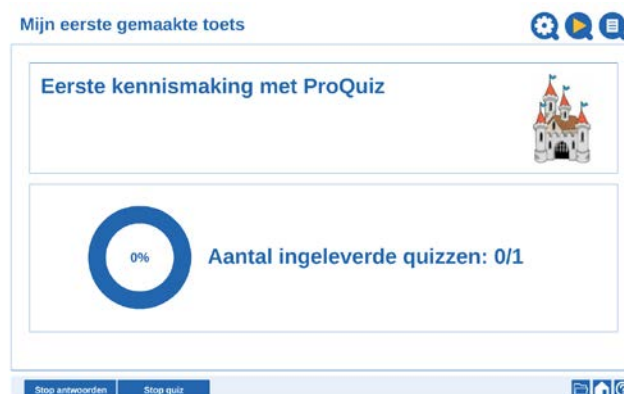 Mijn eerste gemaakte toets
Eerste kennismaking met ProQuiz
0%
Aantal ingeleverde quizzen: 0/1
Stop antwoorden
Stop quiz